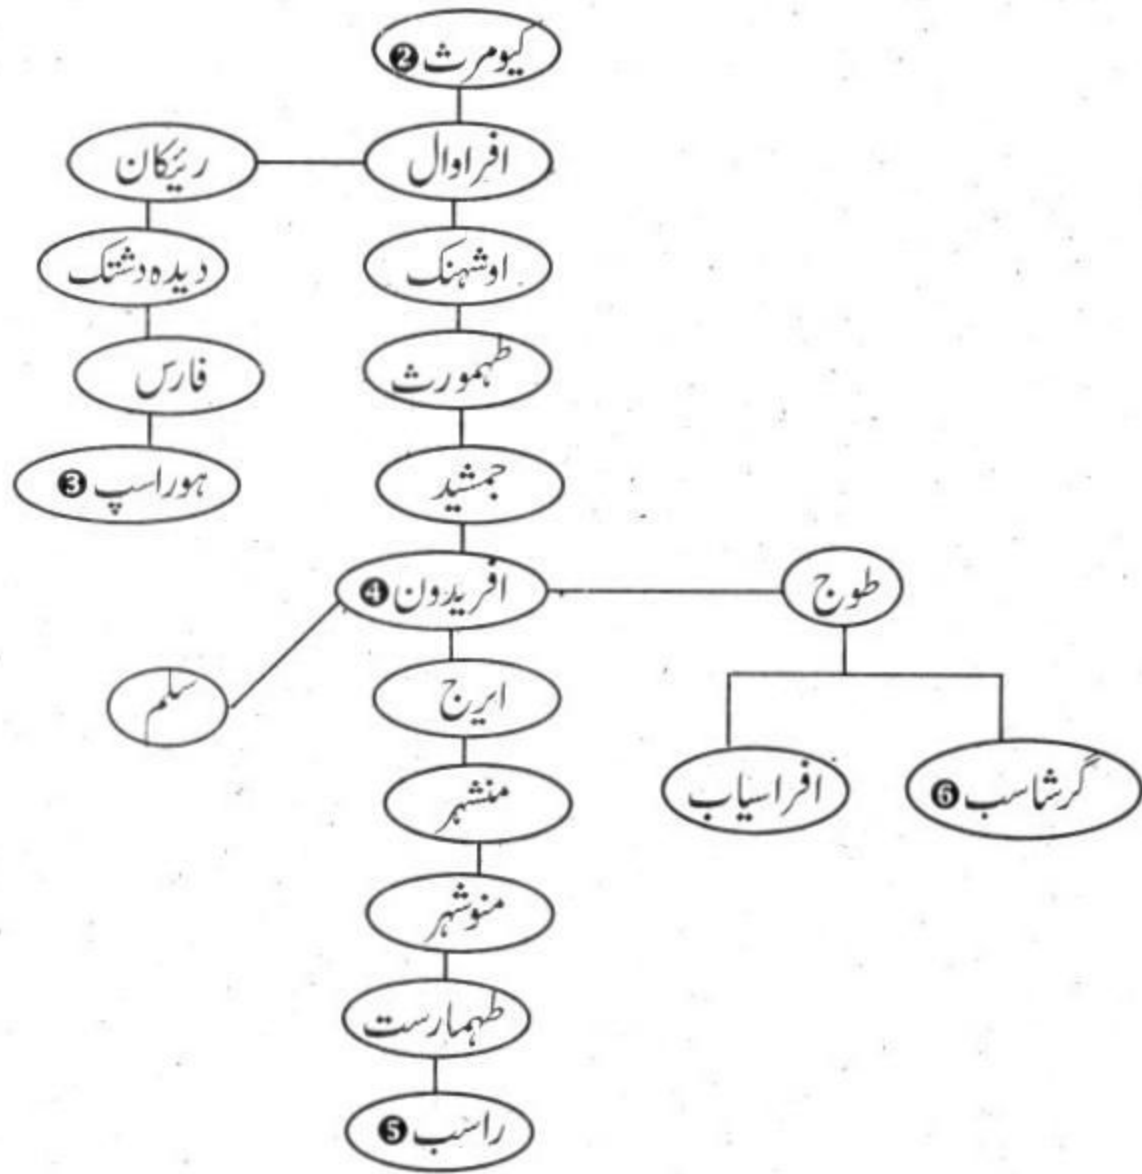 کیومرث ❷
افراوال
رئیکان
اوشہنک
دیدہ دشتک
طہمورث
فارس
جمشید
ہوراسپ ❸
طوج
افریدون ❹
ایرج
سلم
گرشاسب ❻
افراسیاب
منشہر
منوشہر
طہمارست
راسب ❺